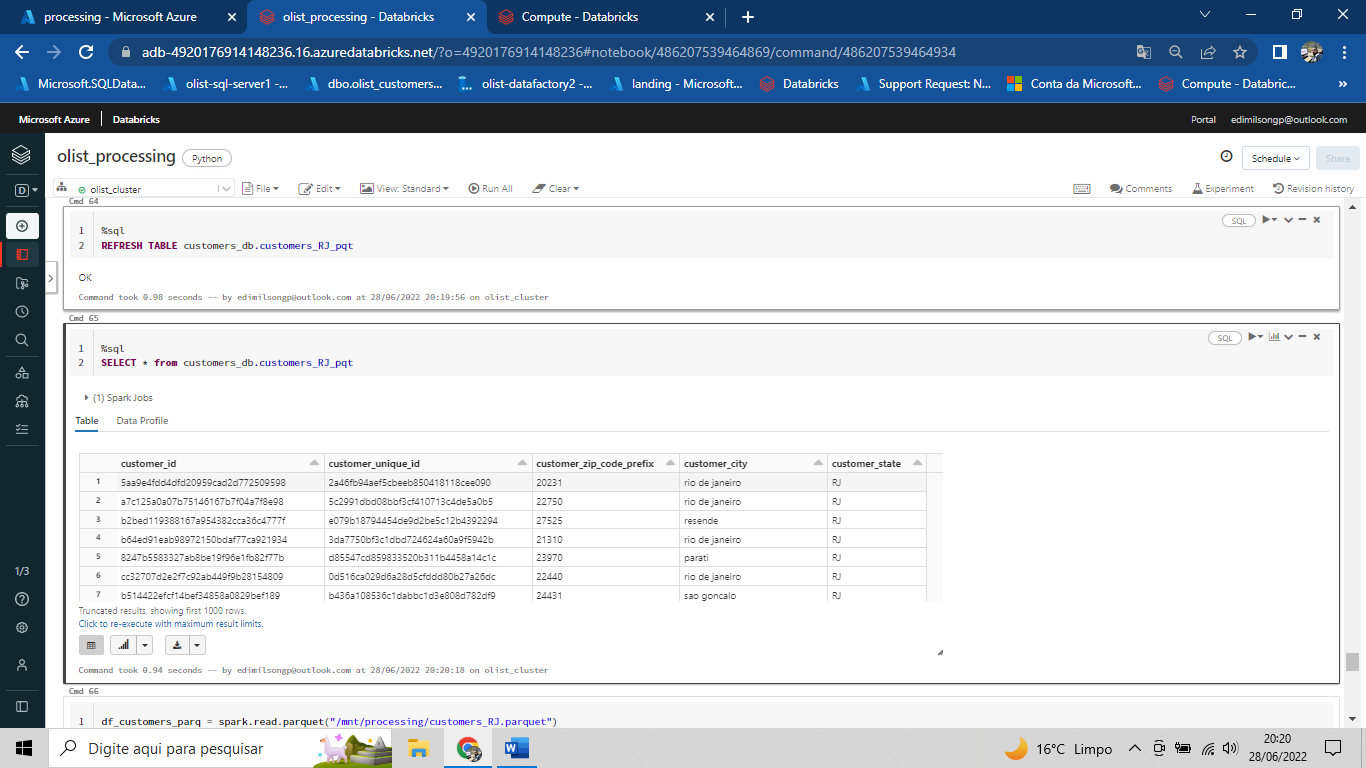 processing - Microsoft Azure
olist_processing - Databricks
Compute - Databricks
adb-4920176914148236.16.azuredatabricks.net/?o=4920176914148236#notebook/486207539464869/command/486207539464934
Microsoft.SQLData...
olist-sql-server1 -...
dbo.olist_customers...
olist-datafactory2 -...
landing - Microsoft...
Databricks
Support Request: N...
Conta da Microsoft...
Compute - Databric...
»
Microsoft Azure
Databricks
Portal
edimilsongp@outlook.com
olist_processing
Python
Schedule
Share
D
olist_cluster
File
Edit
View: Standard
Run All
Clear
Comments
Experiment
Revision history
Cmd 64
SQL
1 %sql
2 REFRESH TABLE customers_db.customers_RJ_pqt
OK
Command took 0.98 seconds -- by edimilsongp@outlook.com at 28/06/2022 20:19:56 on olist_cluster
Cmd 65
SQL
1 %sql
2 SELECT * from customers_db.customers_RJ_pqt
(1) Spark Jobs
Table Data Profile
customer_id customer_unique_id customer_zip_code_prefix customer_city customer_state
1 5aa9e4fdd4dfd20959cad2d772509598 2a46fb94aef5cbeeb850418118cee090 20231 rio de janeiro RJ
2 a7c125a0a07b75146167b7f04a7f8e98 5c2991dbd08bbf3cf410713c4de5a0b5 22750 rio de janeiro RJ
3 b2bed119388167a954382cca36c4777f e079b18794454de9d2be5c12b4392294 27525 resende RJ
4 b64ed91eab98972150bdaf77ca921934 3da7750bf3c1dbd724624a60a9f5942b 21310 rio de janeiro RJ
5 8247b5583327ab8be19f96e1fb82f77b d85547cd859833520b311b4458a14c1c 23970 parati RJ
6 cc32707d2e2f7c92ab449f9b28154809 0d516ca029d6a28d5cfddd80b27a26dc 22440 rio de janeiro RJ
7 b514422efcf14bef34858a0829bef189 b436a108536c1dabbc1d3e808d782df9 24431 sao goncalo RJ
Truncated results, showing first 1000 rows.
Click to re-execute with maximum result limits.
Command took 0.94 seconds -- by edimilsongp@outlook.com at 28/06/2022 20:20:18 on olist_cluster
Cmd 66
1 df_customers_parq = spark.read.parquet("/mnt/processing/customers_RJ.parquet")
1/3
Digite aqui para pesquisar
16°C Limpo
20:20
28/06/2022